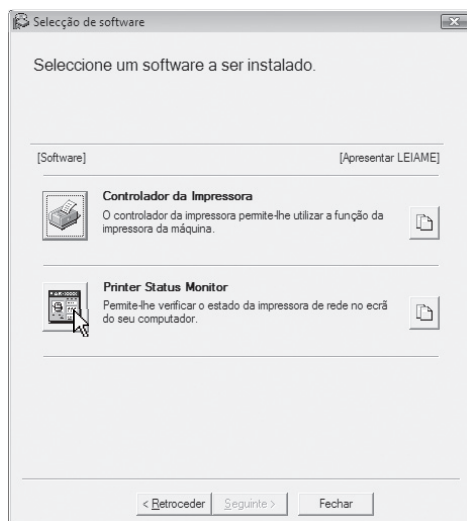 Selecção de software
Seleccione um software a ser instalado.
[Software] [Apresentar LEIAME]
Controlador da Impressora
O controlador da impressora permite-lhe utilizar a função da
impressora da máquina.
Printer Status Monitor
Permite-lhe verificar o estado da impressora de rede no ecrã
do seu computador.
< Retroceder Seguinte > Fechar